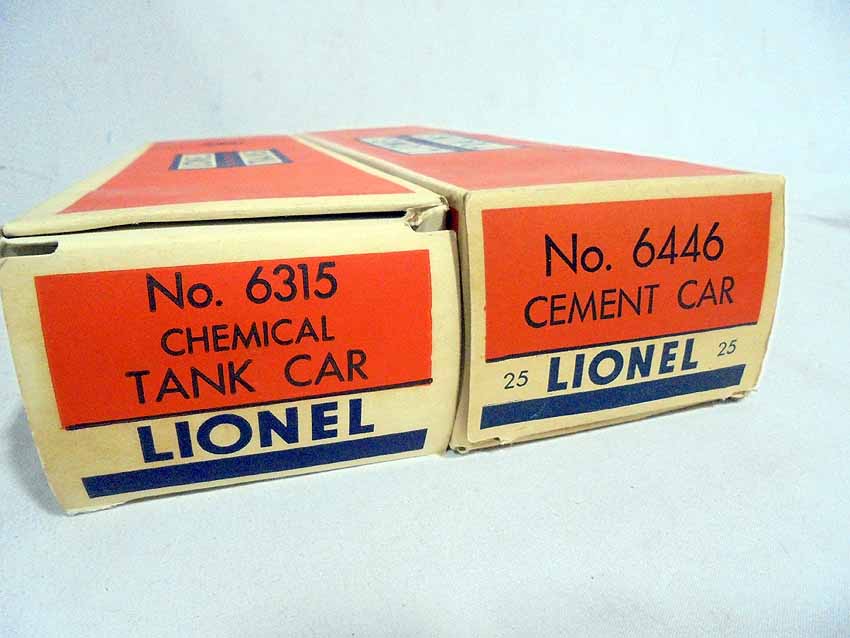 No. 6315
CHEMICAL
TANK CAR
LIONEL
No. 6446
CEMENT CAR
25 LIONEL 25